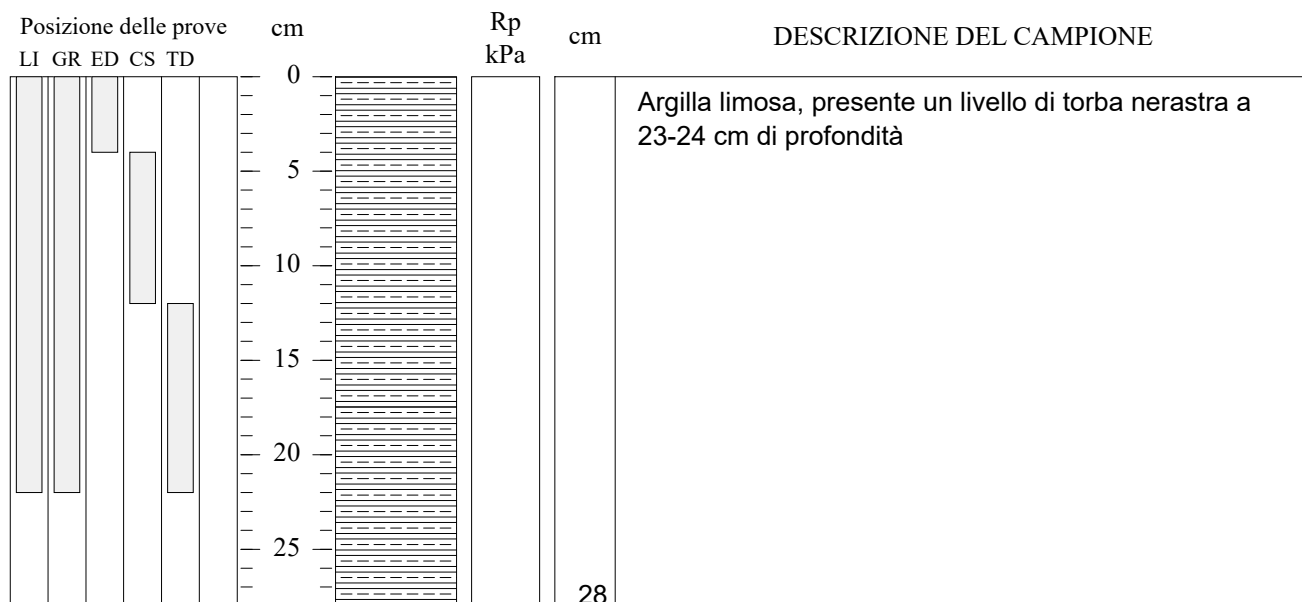 Posizione delle prove
LI GR ED CS TD
cm
Rp
kPa
cm
DESCRIZIONE DEL CAMPIONE
0
5
10
15
20
25
Argilla limosa, presente un livello di torba nerastra a
23-24 cm di profondità
28